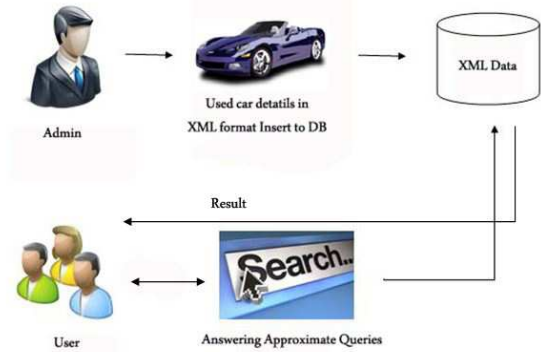 XML Data
Used car detatils in
XML format Insert to DB
Admin
Result
Search..
User
Answering Approximate Queries